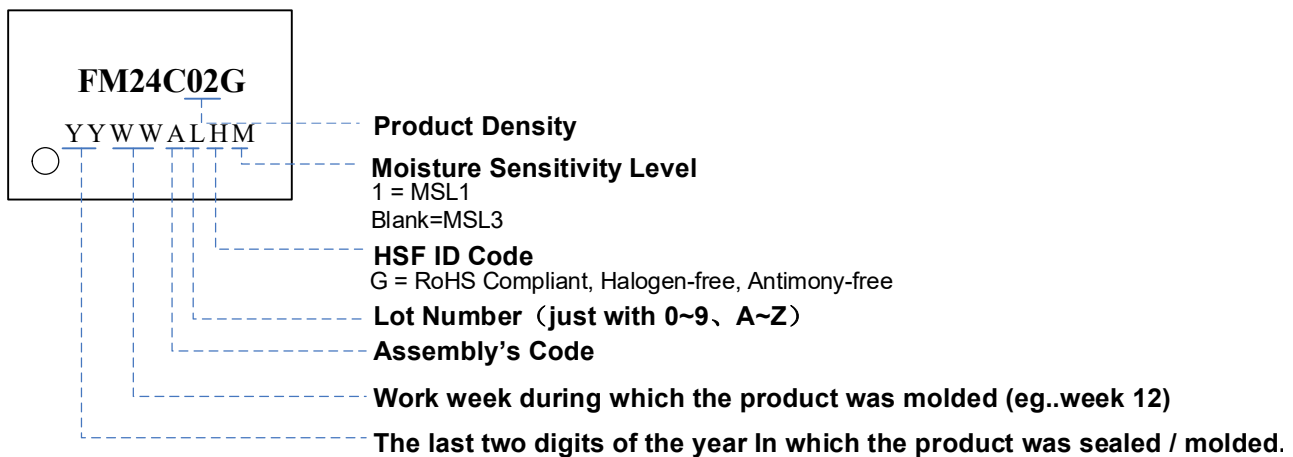 FM24C02G
YYWWALHM
Product Density
Moisture Sensitivity Level
1 = MSL1
Blank=MSL3
HSF ID Code
G = RoHS Compliant, Halogen-free, Antimony-free
Lot Number（just with 0~9、A~Z）
Assembly’s Code
Work week during which the product was molded (eg..week 12)
The last two digits of the year In which the product was sealed / molded.